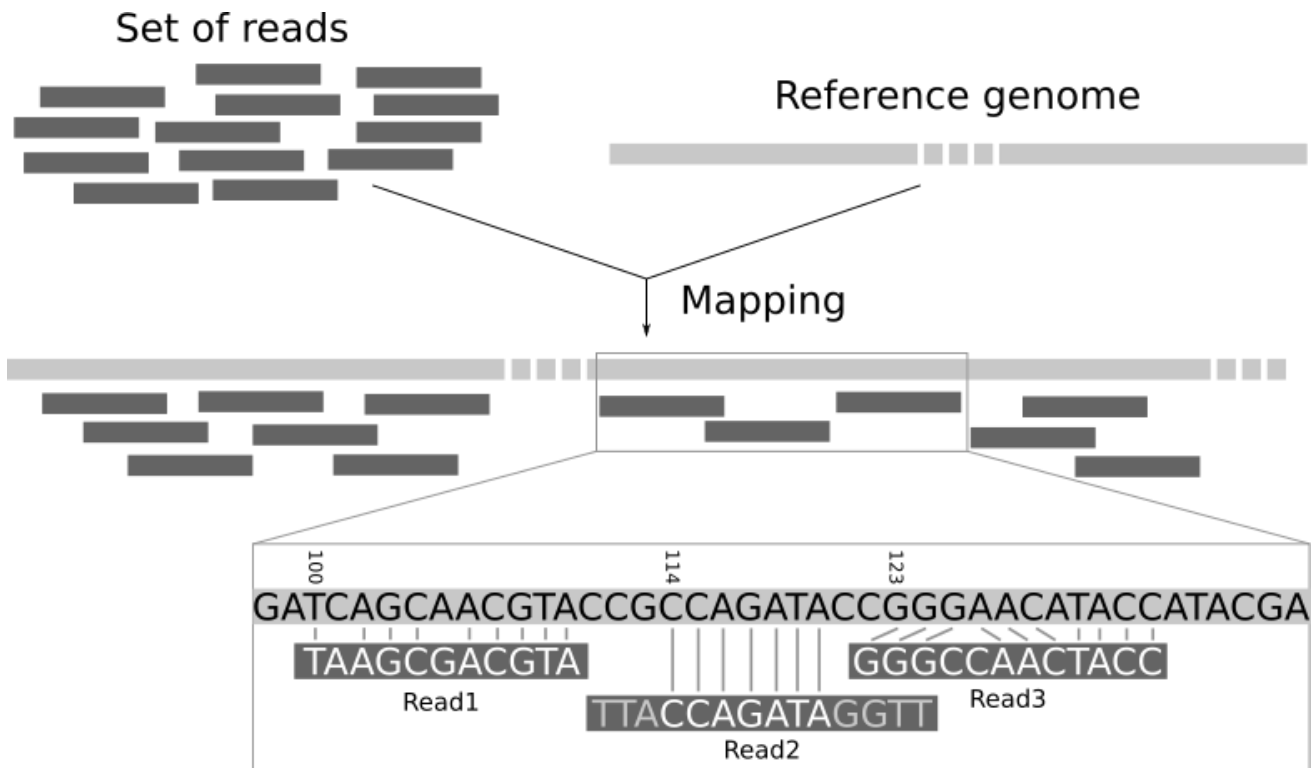 Set of reads
Reference genome
Mapping
100 114 123
GATCAGCAACGTACCGCCAGATACCGGGAACATACCATACGA
TAAGCGACGTA
Read1
TTACCAGATAGGTT
Read2
GGGCCAACTACC
Read3